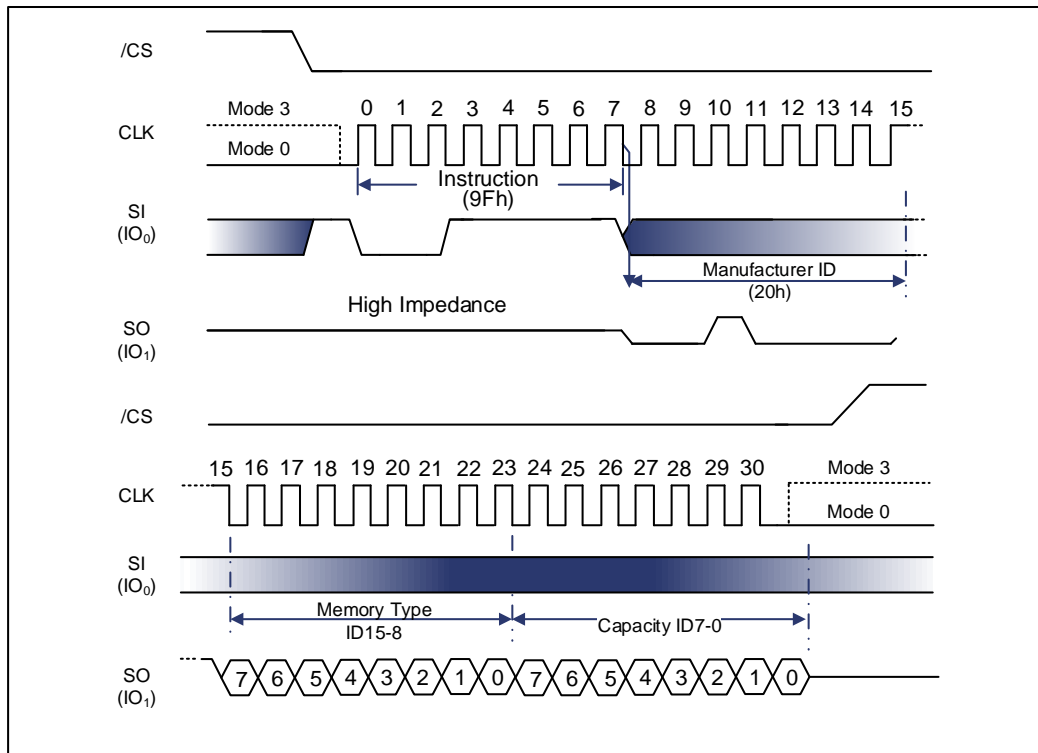 /CS
Mode 3
0 1 2 3 4 5 6 7 8 9 10 11 12 13 14 15
CLK
Mode 0
Instruction
(9Fh)
SI
(IO₀)
Manufacturer ID
(20h)
High Impedance
SO
(IO₁)
/CS
15 16 17 18 19 20 21 22 23 24 25 26 27 28 29 30
Mode 3
CLK
Mode 0
SI
(IO₀)
Memory Type
ID15-8
Capacity ID7-0
SO
(IO₁)
7 6 5 4 3 2 1 0 7 6 5 4 3 2 1 0